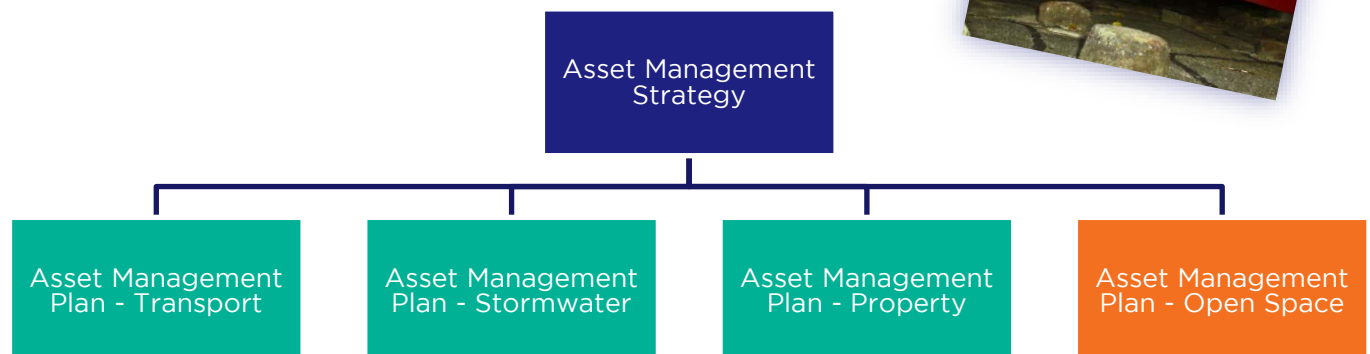 Asset Management
Strategy
Asset Management
Plan - Transport
Asset Management
Plan - Stormwater
Asset Management
Plan - Property
Asset Management
Plan - Open Space